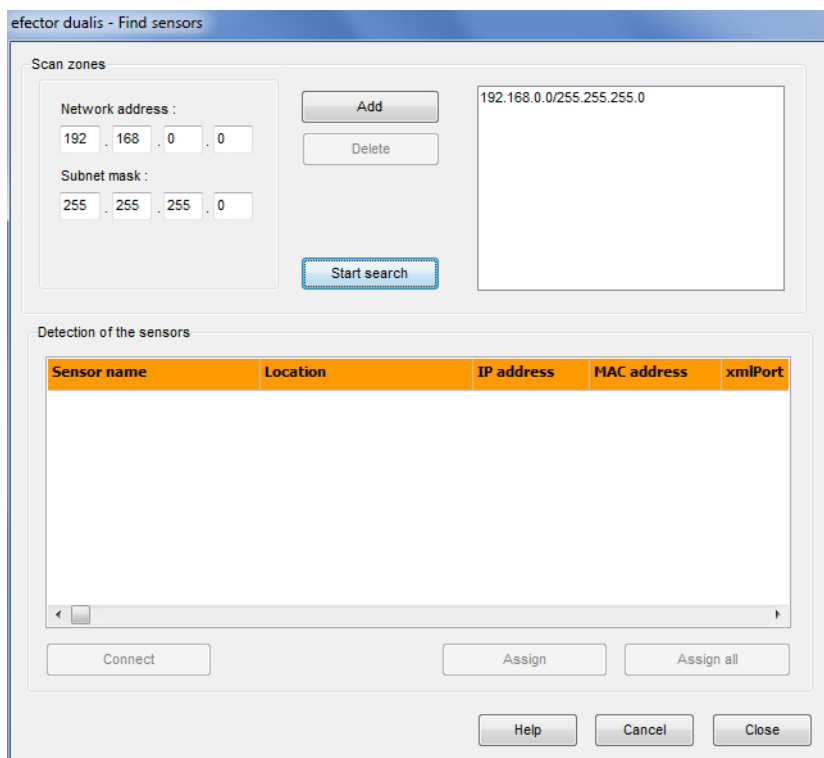 efector dualis - Find sensors
Scan zones
Network address :
192 . 168 . 0 . 0
Subnet mask :
255 . 255 . 255 . 0
Add
Delete
Start search
192.168.0.0/255.255.255.0
Detection of the sensors
Sensor name Location IP address MAC address xmlPort
Connect Assign Assign all
Help Cancel Close